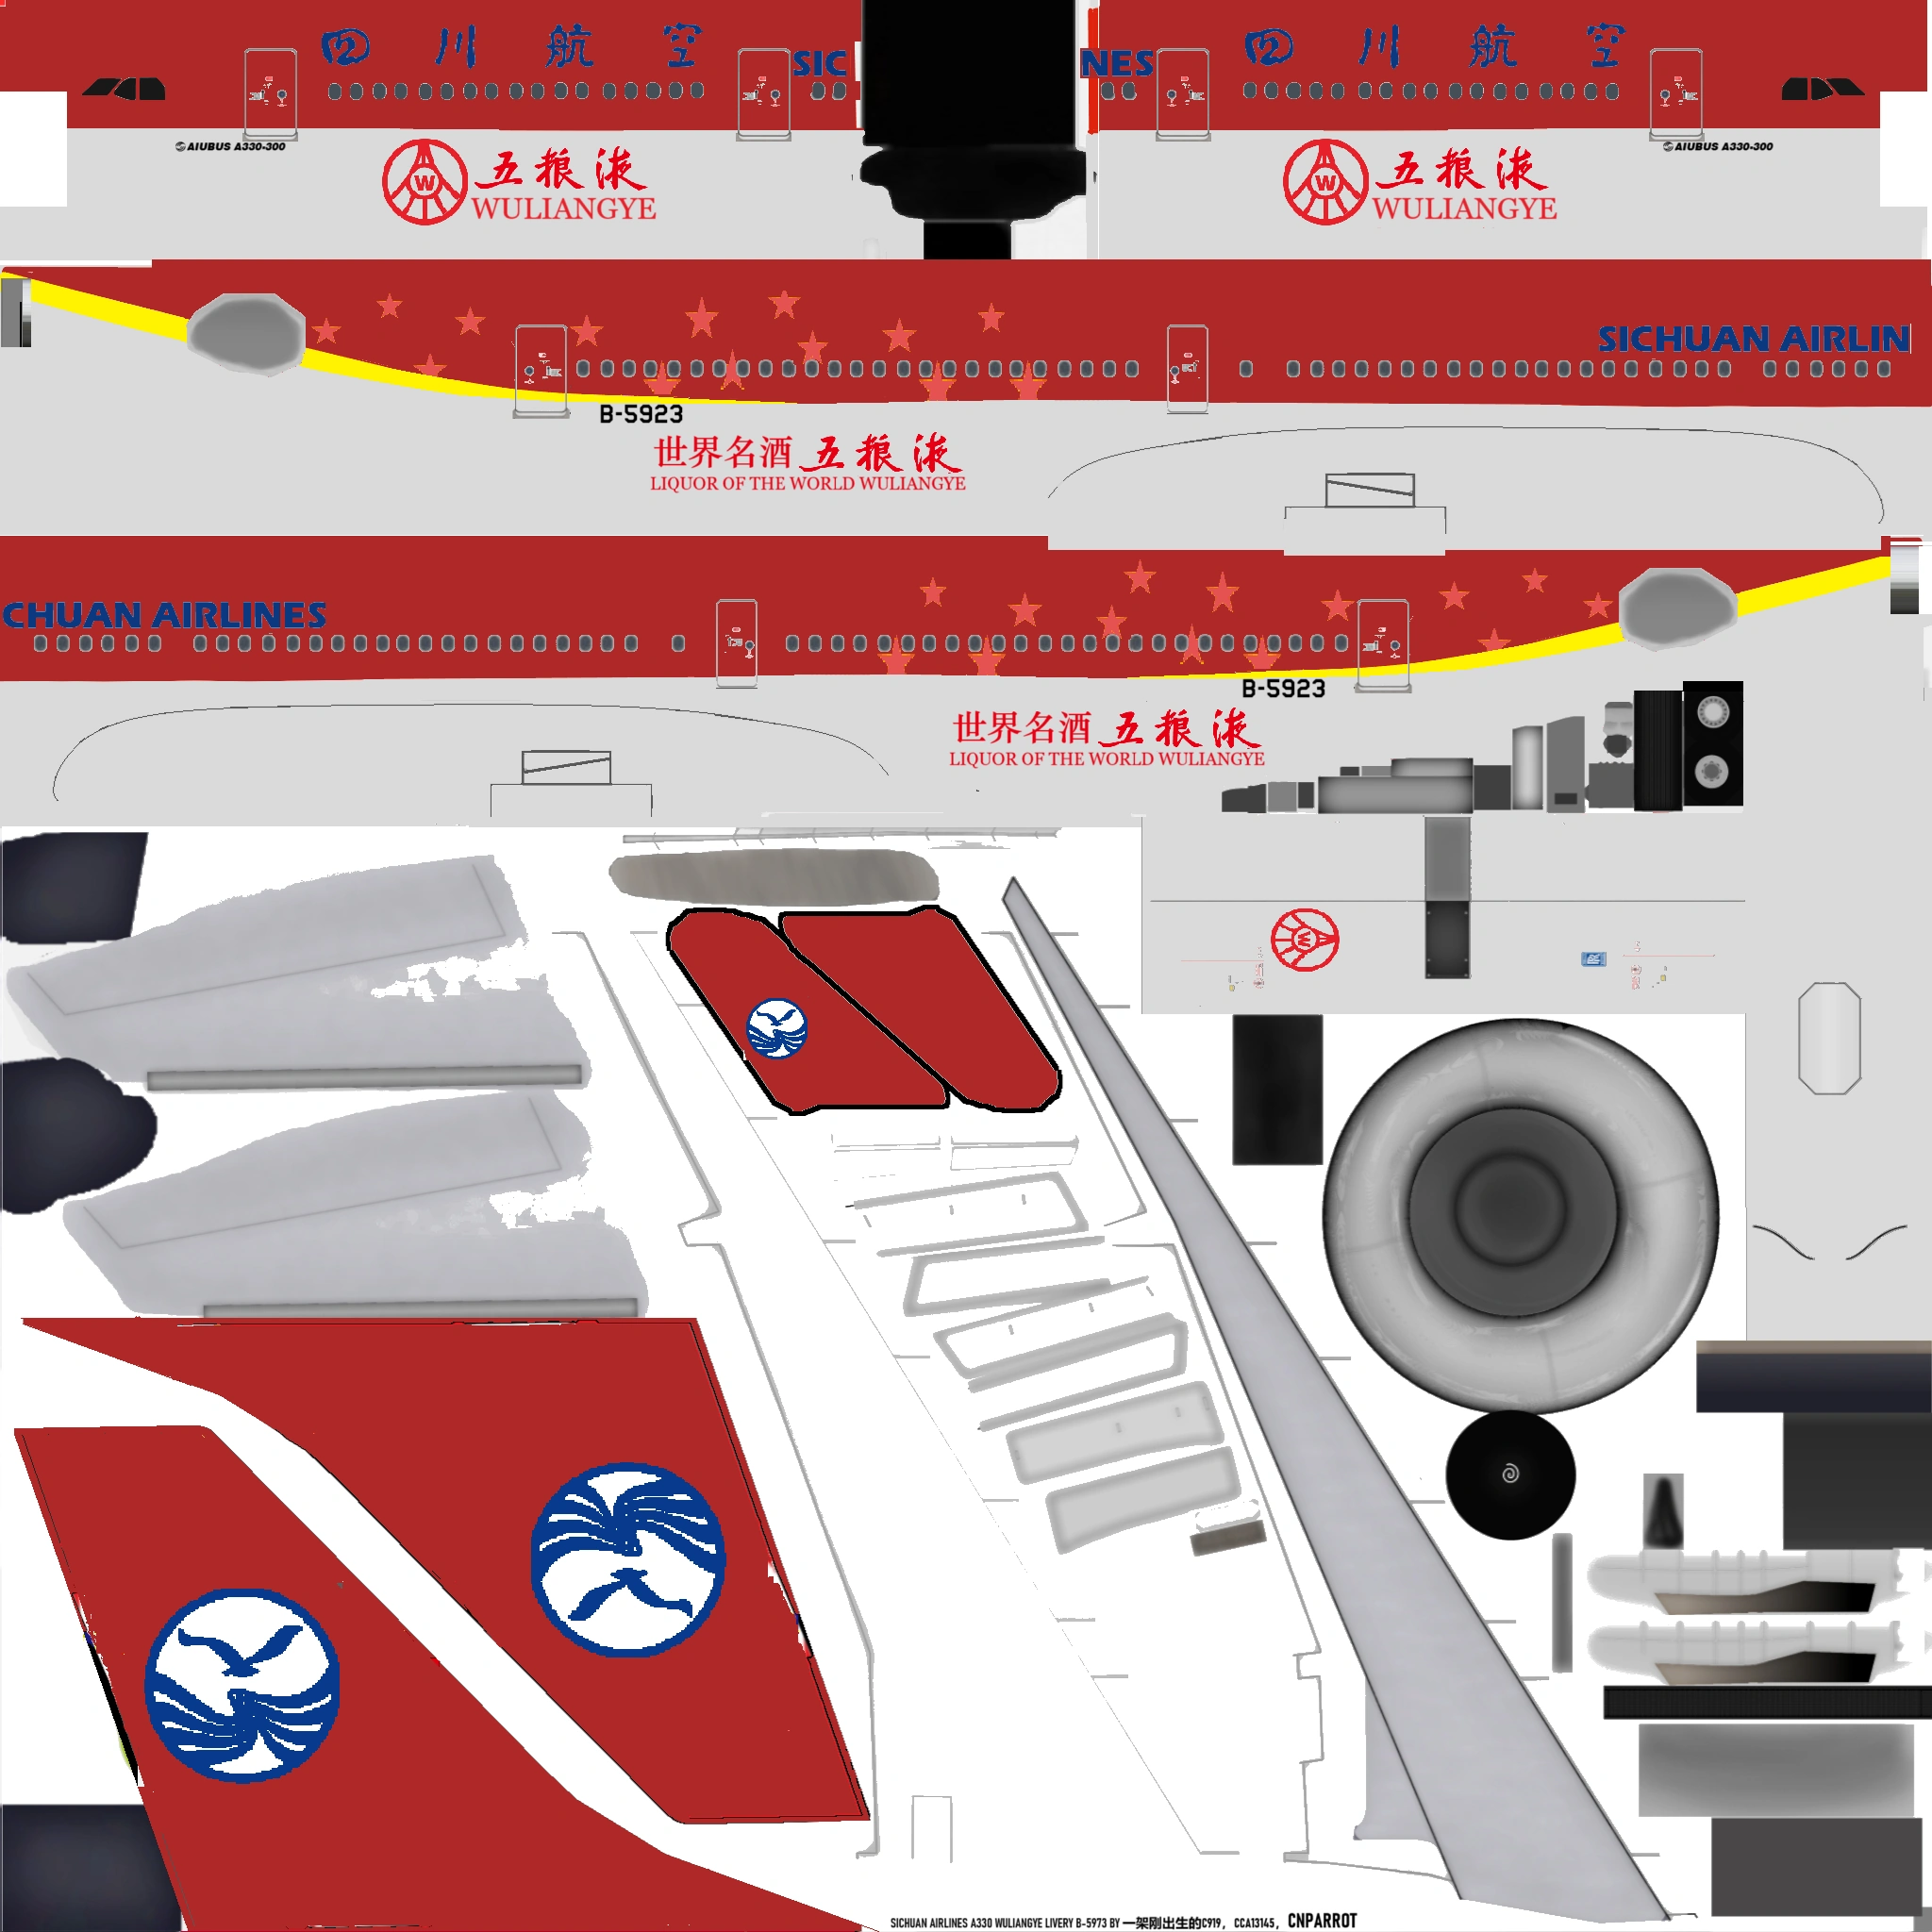 四 川 航 空
SIC
NES
四 川 航 空
AIUBUS A330-300
五粮液
WULIANGYE
W
五粮液
WULIANGYE
W
AIUBUS A330-300
SICHUAN AIRLIN
B-5923
世界名酒 五粮液
LIQUOR OF THE WORLD WULIANGYE
CHUAN AIRLINES
B-5923
世界名酒 五粮液
LIQUOR OF THE WORLD WULIANGYE
W
SICHUAN AIRLINES A330 WULIANGYE LIVERY B-5973 BY 一架刚出生的C919， CCA13145， CNPARROT